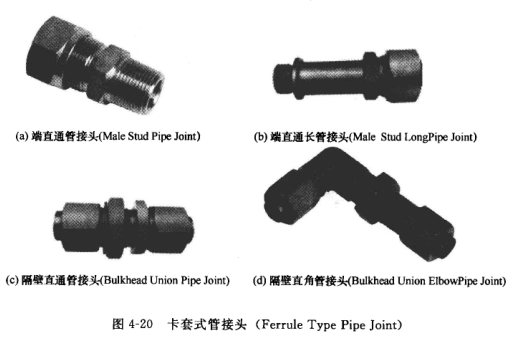 (a) 端直通管接头(Male Stud Pipe Joint)
(b) 端直通长管接头(Male Stud LongPipe Joint)
(c) 隔壁直通管接头(Bulkhead Union Pipe Joint)
(d) 隔壁直角管接头(Bulkhead Union ElbowPipe Joint)
图 4-20 卡套式管接头 (Ferrule Type Pipe Joint)